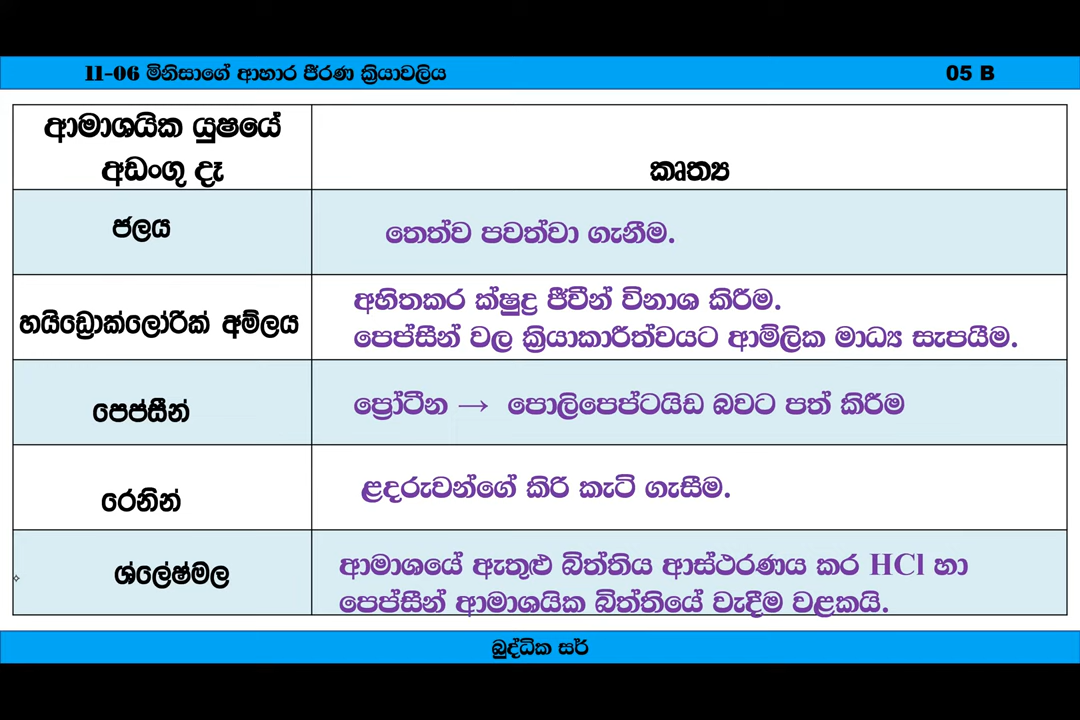 11-06 මිනිසාගේ ආහාර ජීරණ ක්‍රියාවලිය
05 B
ආමාශයික යුෂයේ
අඩංගු දෑ
කෘත්‍ය
ජලය
තෙත්ව පවත්වා ගැනීම.
හයිඩ්‍රොක්ලෝරික් අම්ලය
අහිතකර ක්ෂුද්‍ර ජීවීන් විනාශ කිරීම.
පෙප්සීන් වල ක්‍රියාකාරීත්වයට ආම්ලික මාධ්‍ය සැපයීම.
පෙප්සීන්
ප්‍රෝටීන → පොලිපෙප්ටයිඩ බවට පත් කිරීම
රෙනින්
ළදරුවන්ගේ කිරි කැටි ගැසීම.
ශ්ලේෂ්මල
ආමාශයේ ඇතුළු බිත්තිය ආස්ථරණය කර HCl හා
පෙප්සීන් ආමාශයික බිත්තියේ වැදීම වළකයි.
බුද්ධික සර්